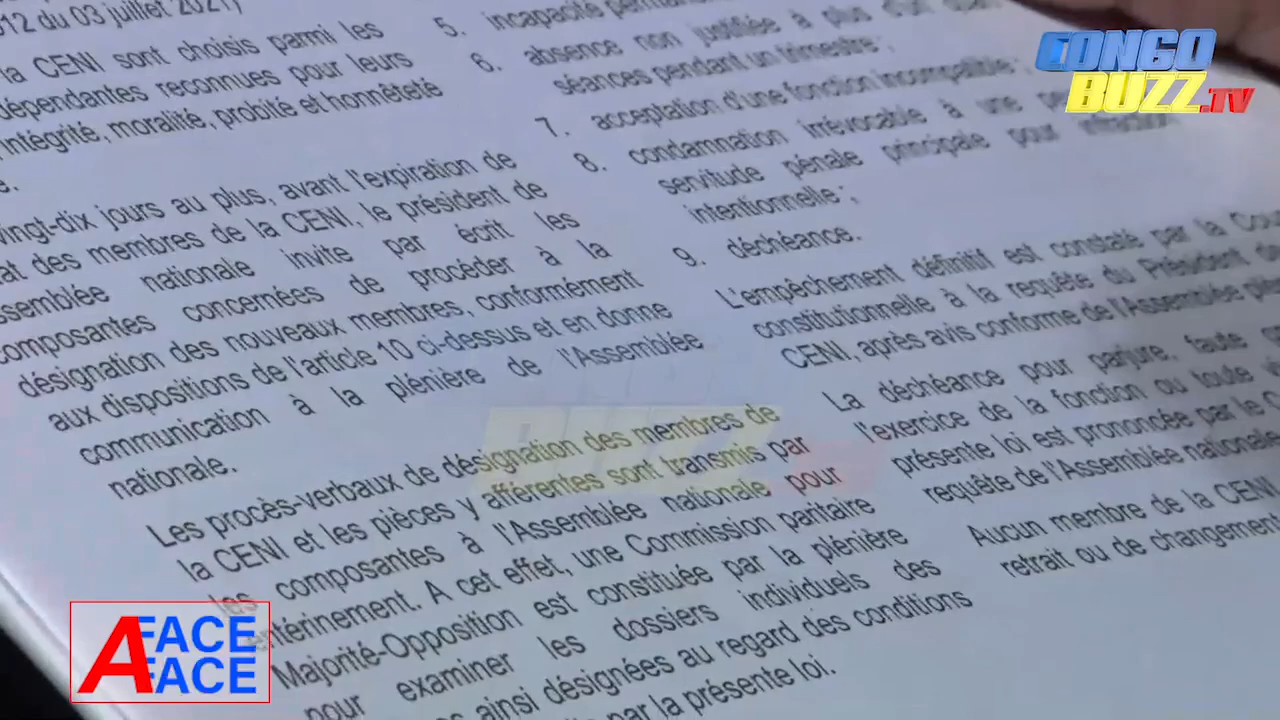 012 du 03 juillet 2021)
la CENI sont choisis parmi les
dépendantes reconnues pour leurs
intégrité, moralité, probité et honnêteté
vingt-dix jours au plus, avant l'expiration de
des membres de la CENI, le président de
nationale invite par écrit les
composantes concernées de procéder à la
désignation des nouveaux membres, conformément
aux dispositions de l'article 10 ci-dessus et en donne
communication à la plénière de l'Assemblée
nationale.
Les procès-verbaux de désignation des membres de
la CENI et les pièces y afférentes sont transmis par
les composantes à l'Assemblée nationale pour
entérinement. A cet effet, une Commission paritaire
Majorité-Opposition est constituée par la plénière
pour examiner les dossiers individuels des
ainsi désignées au regard des conditions
par la présente loi.
5. incapacité
6. absence non justifiée à plus d'un
séances pendant un trimestre ;
7. acceptation d'une fonction incompatible ;
8. condamnation irrévocable à une
servitude pénale principale pour infraction
intentionnelle ;
9. déchéance.
L'empêchement définitif est constaté par la
constitutionnelle à la requête du Président de
CENI, après avis conforme de l'Assemblée
La déchéance pour parjure, faute
l'exercice de la fonction ou toute
présente loi est prononcée par le
requête de l'Assemblée nationale
Aucun membre de la CENI
retrait ou de changement
CONGO
BUZZ.TV
A FACE
FACE